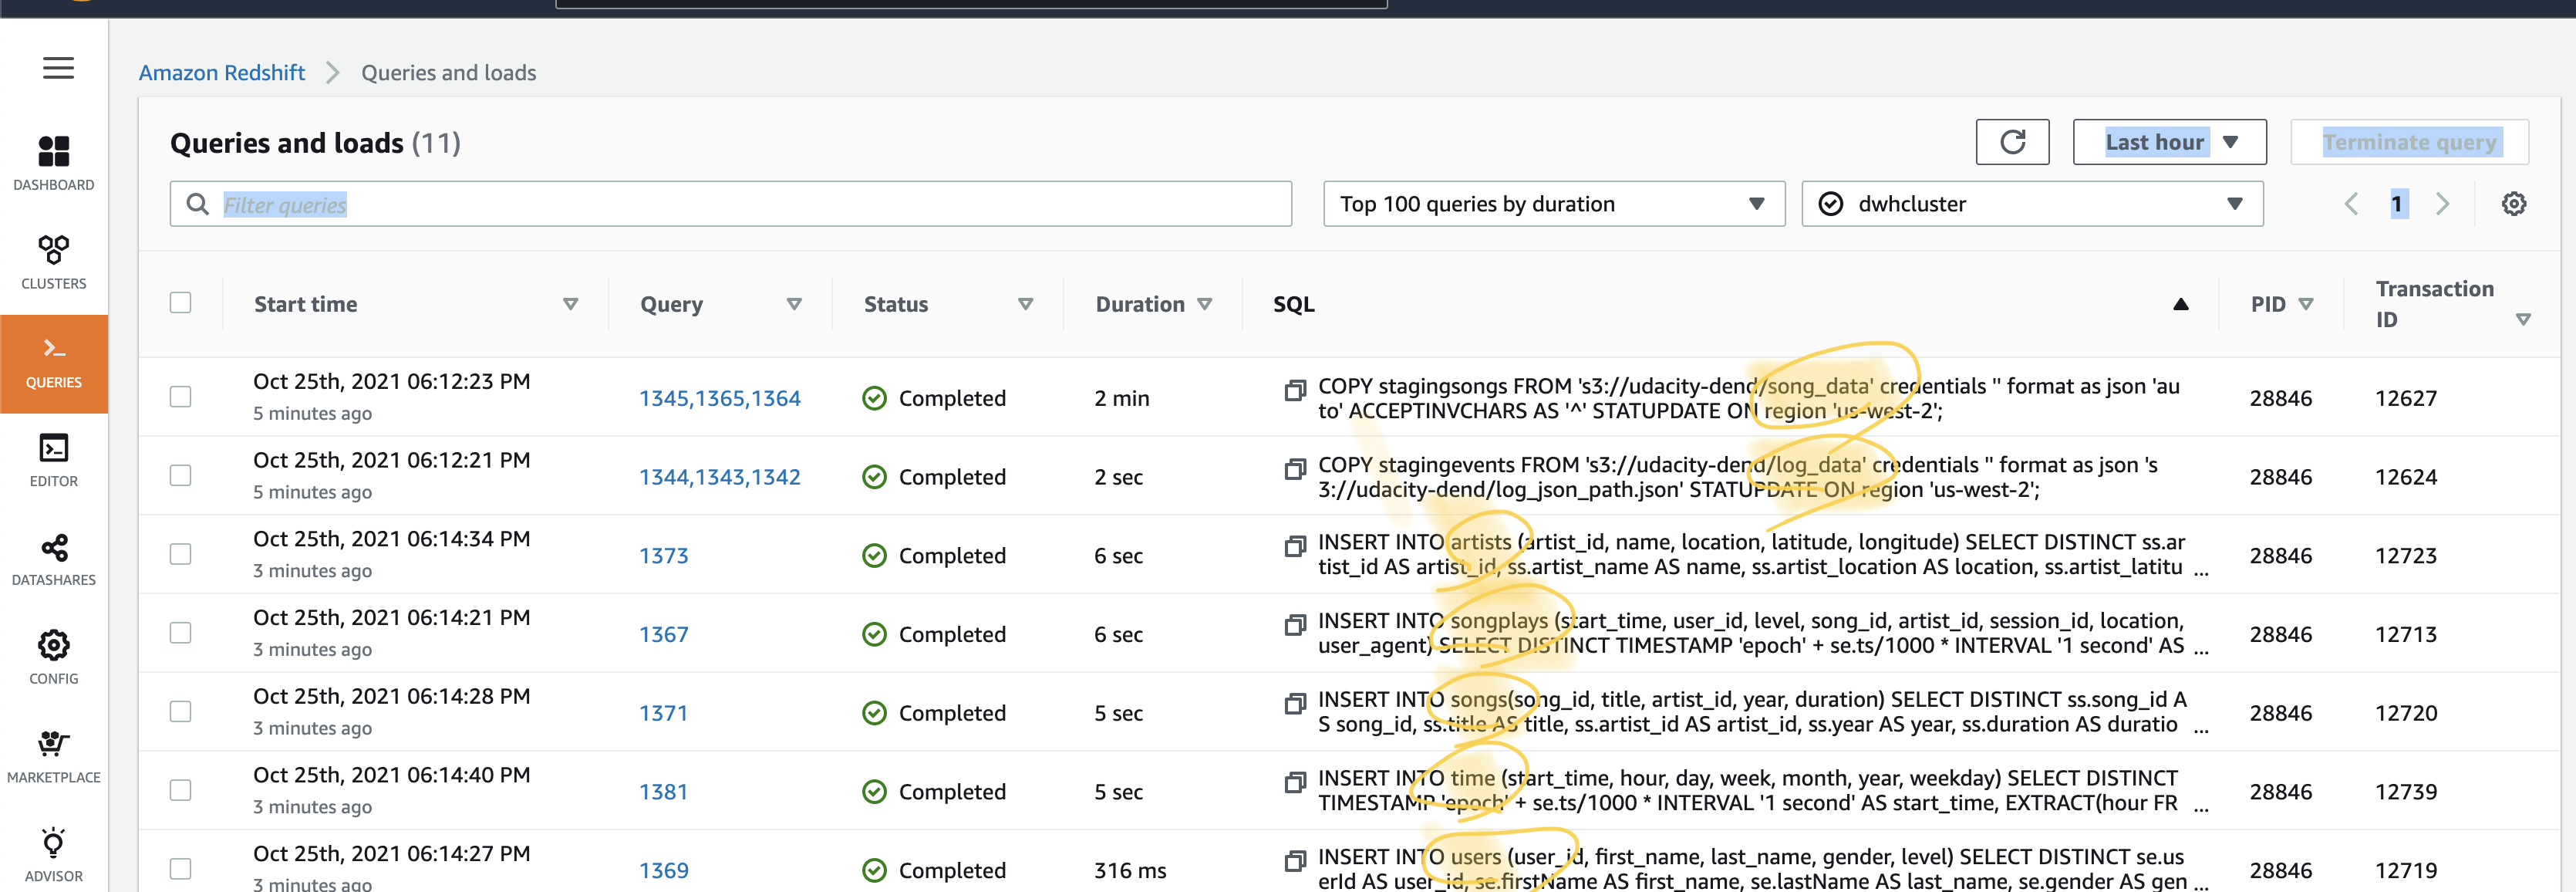 Amazon Redshift > Queries and loads
Queries and loads (11)
Last hour
Terminate query
Filter queries
Top 100 queries by duration
dwhcluster
1
DASHBOARD
CLUSTERS
QUERIES
EDITOR
DATASHARES
CONFIG
MARKETPLACE
ADVISOR
Start time
Query
Status
Duration
SQL
PID
Transaction
ID
Oct 25th, 2021 06:12:23 PM
5 minutes ago
1345,1365,1364
Completed
2 min
COPY stagingsongs FROM 's3://udacity-dend/song_data' credentials '' format as json 'au
to' ACCEPTINVCHARS AS '^' STATUPDATE ON region 'us-west-2';
28846
12627
Oct 25th, 2021 06:12:21 PM
5 minutes ago
1344,1343,1342
Completed
2 sec
COPY stagingevents FROM 's3://udacity-dend/log_data' credentials '' format as json 's
3://udacity-dend/log_json_path.json' STATUPDATE ON region 'us-west-2';
28846
12624
Oct 25th, 2021 06:14:34 PM
3 minutes ago
1373
Completed
6 sec
INSERT INTO artists (artist_id, name, location, latitude, longitude) SELECT DISTINCT ss.ar
tist_id AS artist_id, ss.artist_name AS name, ss.artist_location AS location, ss.artist_latitu ...
28846
12723
Oct 25th, 2021 06:14:21 PM
3 minutes ago
1367
Completed
6 sec
INSERT INTO songplays (start_time, user_id, level, song_id, artist_id, session_id, location,
user_agent) SELECT DISTINCT TIMESTAMP 'epoch' + se.ts/1000 * INTERVAL '1 second' AS ...
28846
12713
Oct 25th, 2021 06:14:28 PM
3 minutes ago
1371
Completed
5 sec
INSERT INTO songs(song_id, title, artist_id, year, duration) SELECT DISTINCT ss.song_id A
S song_id, ss.title AS title, ss.artist_id AS artist_id, ss.year AS year, ss.duration AS duratio ...
28846
12720
Oct 25th, 2021 06:14:40 PM
3 minutes ago
1381
Completed
5 sec
INSERT INTO time (start_time, hour, day, week, month, year, weekday) SELECT DISTINCT
TIMESTAMP 'epoch' + se.ts/1000 * INTERVAL '1 second' AS start_time, EXTRACT(hour FR ...
28846
12739
Oct 25th, 2021 06:14:27 PM
3 minutes ago
1369
Completed
316 ms
INSERT INTO users (user_id, first_name, last_name, gender, level) SELECT DISTINCT se.us
erId AS user_id, se.firstName AS first_name, se.lastName AS last_name, se.gender AS gen ...
28846
12719